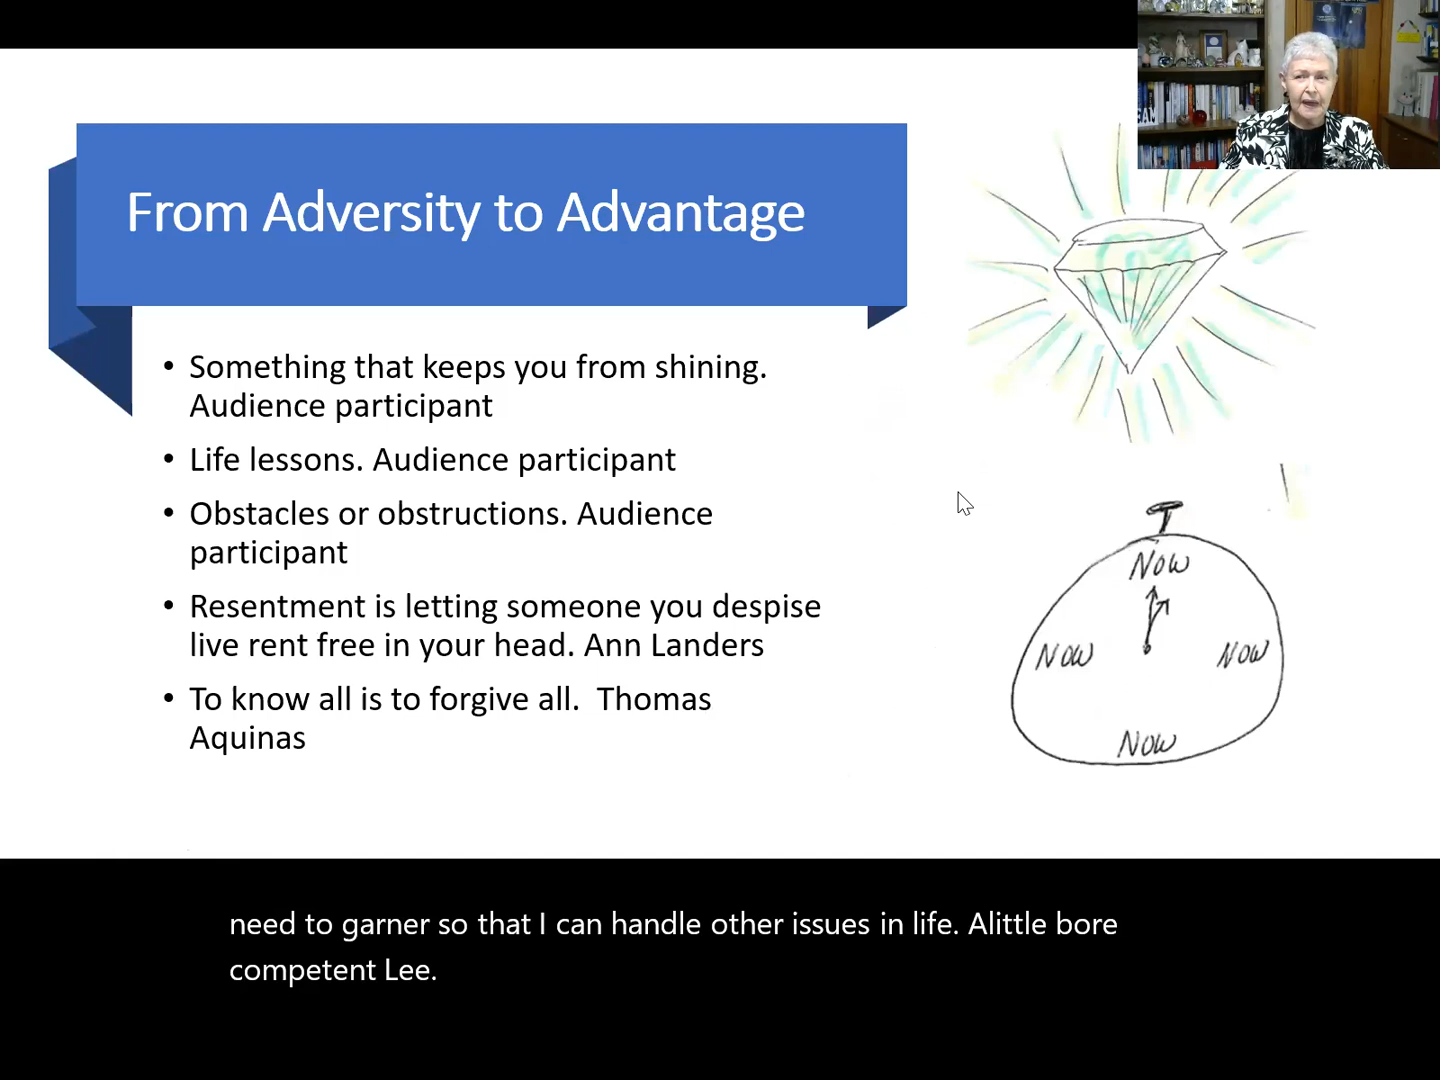 From Adversity to Advantage
• Something that keeps you from shining.
Audience participant
• Life lessons. Audience participant
• Obstacles or obstructions. Audience
participant
• Resentment is letting someone you despise
live rent free in your head. Ann Landers
• To know all is to forgive all.  Thomas
Aquinas
Now
Now
Now
Now
need to garner so that I can handle other issues in life. Alittle bore
competent Lee.